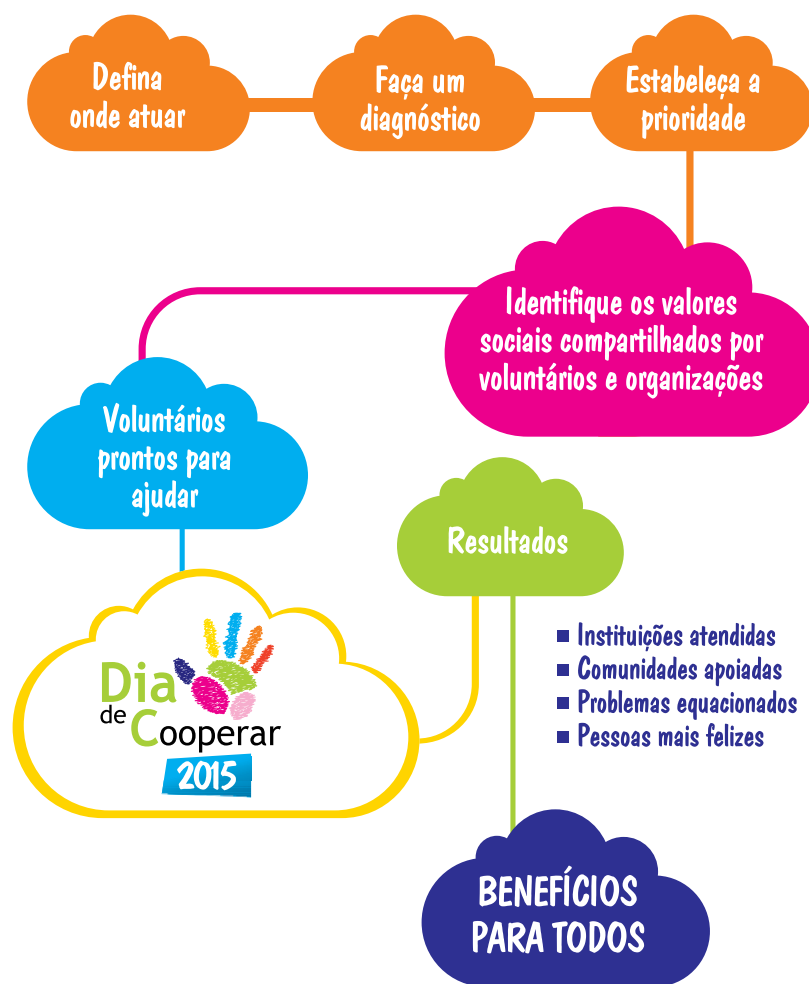 Defina
onde atuar
Faça um
diagnóstico
Estabeleça a
prioridade
Identifique os valores
sociais compartilhados por
voluntários e organizações
Voluntários
prontos para
ajudar
Dia
de Cooperar
2015
Resultados
Instituições atendidas
Comunidades apoiadas
Problemas equacionados
Pessoas mais felizes
BENEFÍCIOS
PARA TODOS